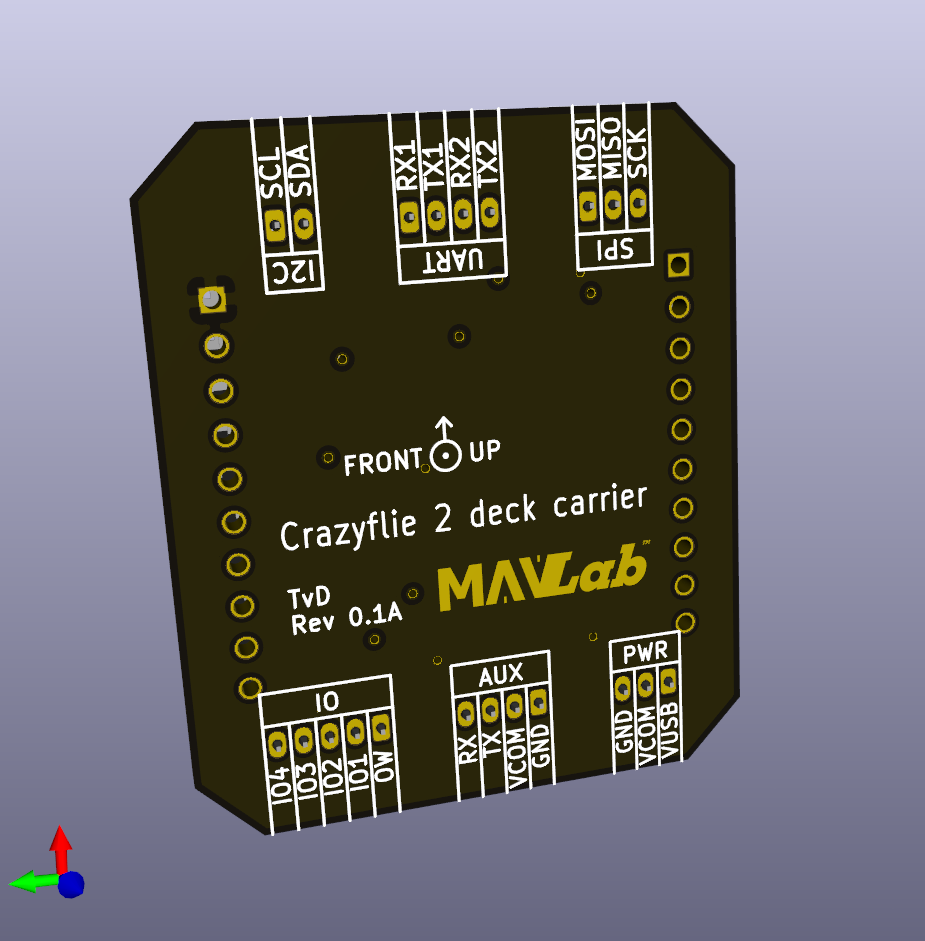 SCL
SDA
I2C
RX1
TX1
RX2
TX2
UART
MOSI
MISO
SCK
SPI
FRONT UP
Crazyflie 2 deck carrier
MAVLab™
TvD
Rev 0.1A
IO
IO4
IO3
IO2
IO1
OW
AUX
RX
TX
VCOM
GND
PWR
GND
VCOM
VUSB